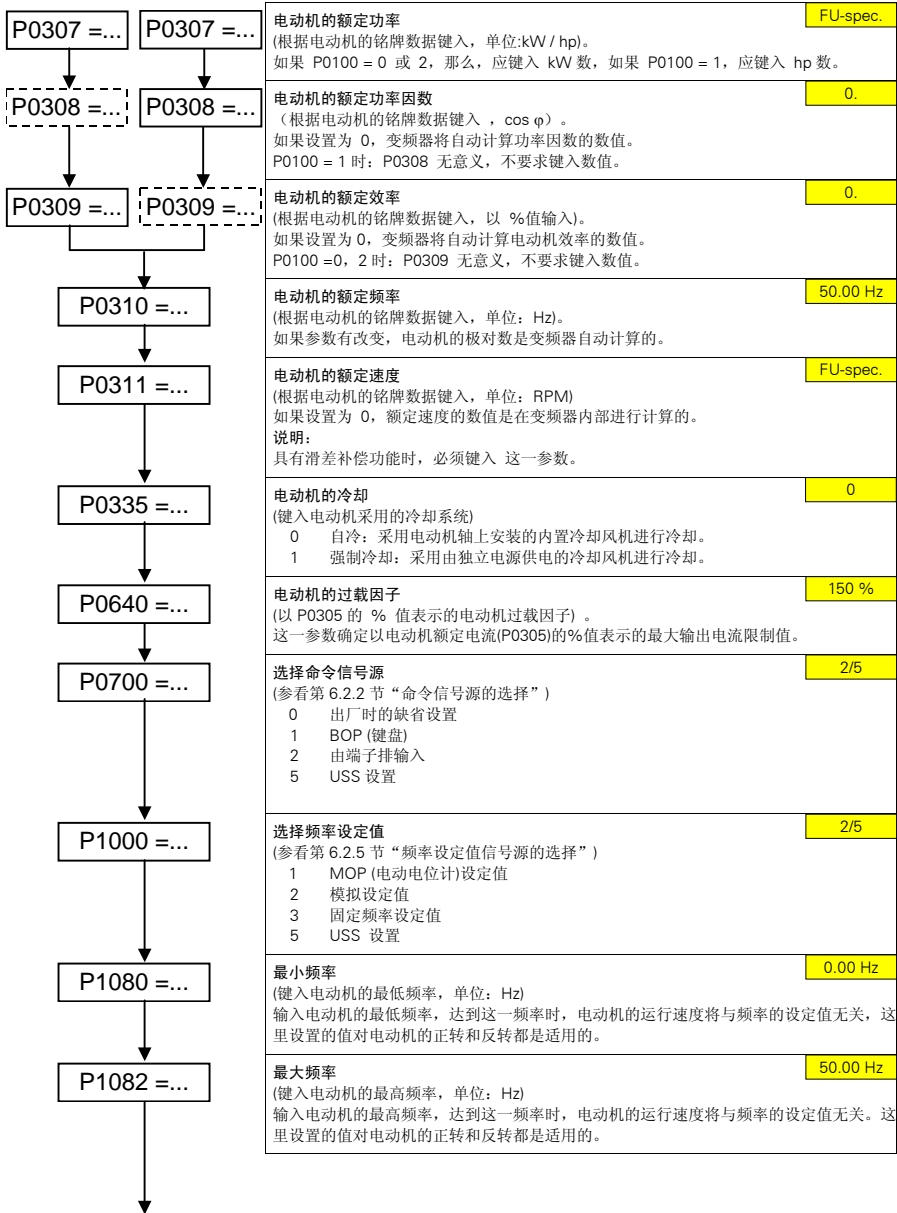 P0307 =...
P0307 =...
电动机的额定功率
FU-spec.
(根据电动机的铭牌数据键入，单位:kW / hp)。
如果 P0100 = 0 或 2，那么，应键入 kW 数，如果 P0100 = 1，应键入 hp 数。
P0308 =...
P0308 =...
电动机的额定功率因数
0.
（根据电动机的铭牌数据键入 ，cos φ）。
如果设置为 0，变频器将自动计算功率因数的数值。
P0100 = 1 时：P0308 无意义，不要求键入数值。
P0309 =...
P0309 =...
电动机的额定效率
0.
(根据电动机的铭牌数据键入，以 %值输入)。
如果设置为 0，变频器将自动计算电动机效率的数值。
P0100 =0，2 时：P0309 无意义，不要求键入数值。
P0310 =...
电动机的额定频率
50.00 Hz
(根据电动机的铭牌数据键入，单位：Hz)。
如果参数有改变，电动机的极对数是变频器自动计算的。
P0311 =...
电动机的额定速度
FU-spec.
(根据电动机的铭牌数据键入，单位：RPM)
如果设置为 0，额定速度的数值是在变频器内部进行计算的。
说明：
具有滑差补偿功能时，必须键入 这一参数。
P0335 =...
电动机的冷却
0
(键入电动机采用的冷却系统)
0 自冷：采用电动机轴上安装的内置冷却风机进行冷却。
1 强制冷却：采用由独立电源供电的冷却风机进行冷却。
P0640 =...
电动机的过载因子
150 %
(以 P0305 的 % 值表示的电动机过载因子) 。
这一参数确定以电动机额定电流(P0305)的%值表示的最大输出电流限制值。
P0700 =...
选择命令信号源
2/5
(参看第 6.2.2 节“命令信号源的选择”)
0 出厂时的缺省设置
1 BOP (键盘)
2 由端子排输入
5 USS 设置
P1000 =...
选择频率设定值
2/5
(参看第 6.2.5 节“频率设定值信号源的选择”)
1 MOP (电动电位计)设定值
2 模拟设定值
3 固定频率设定值
5 USS 设置
P1080 =...
最小频率
0.00 Hz
(键入电动机的最低频率，单位：Hz)
输入电动机的最低频率，达到这一频率时，电动机的运行速度将与频率的设定值无关，这
里设置的值对电动机的正转和反转都是适用的。
P1082 =...
最大频率
50.00 Hz
(键入电动机的最高频率，单位：Hz)
输入电动机的最高频率，达到这一频率时，电动机的运行速度将与频率的设定值无关。这
里设置的值对电动机的正转和反转都是适用的。